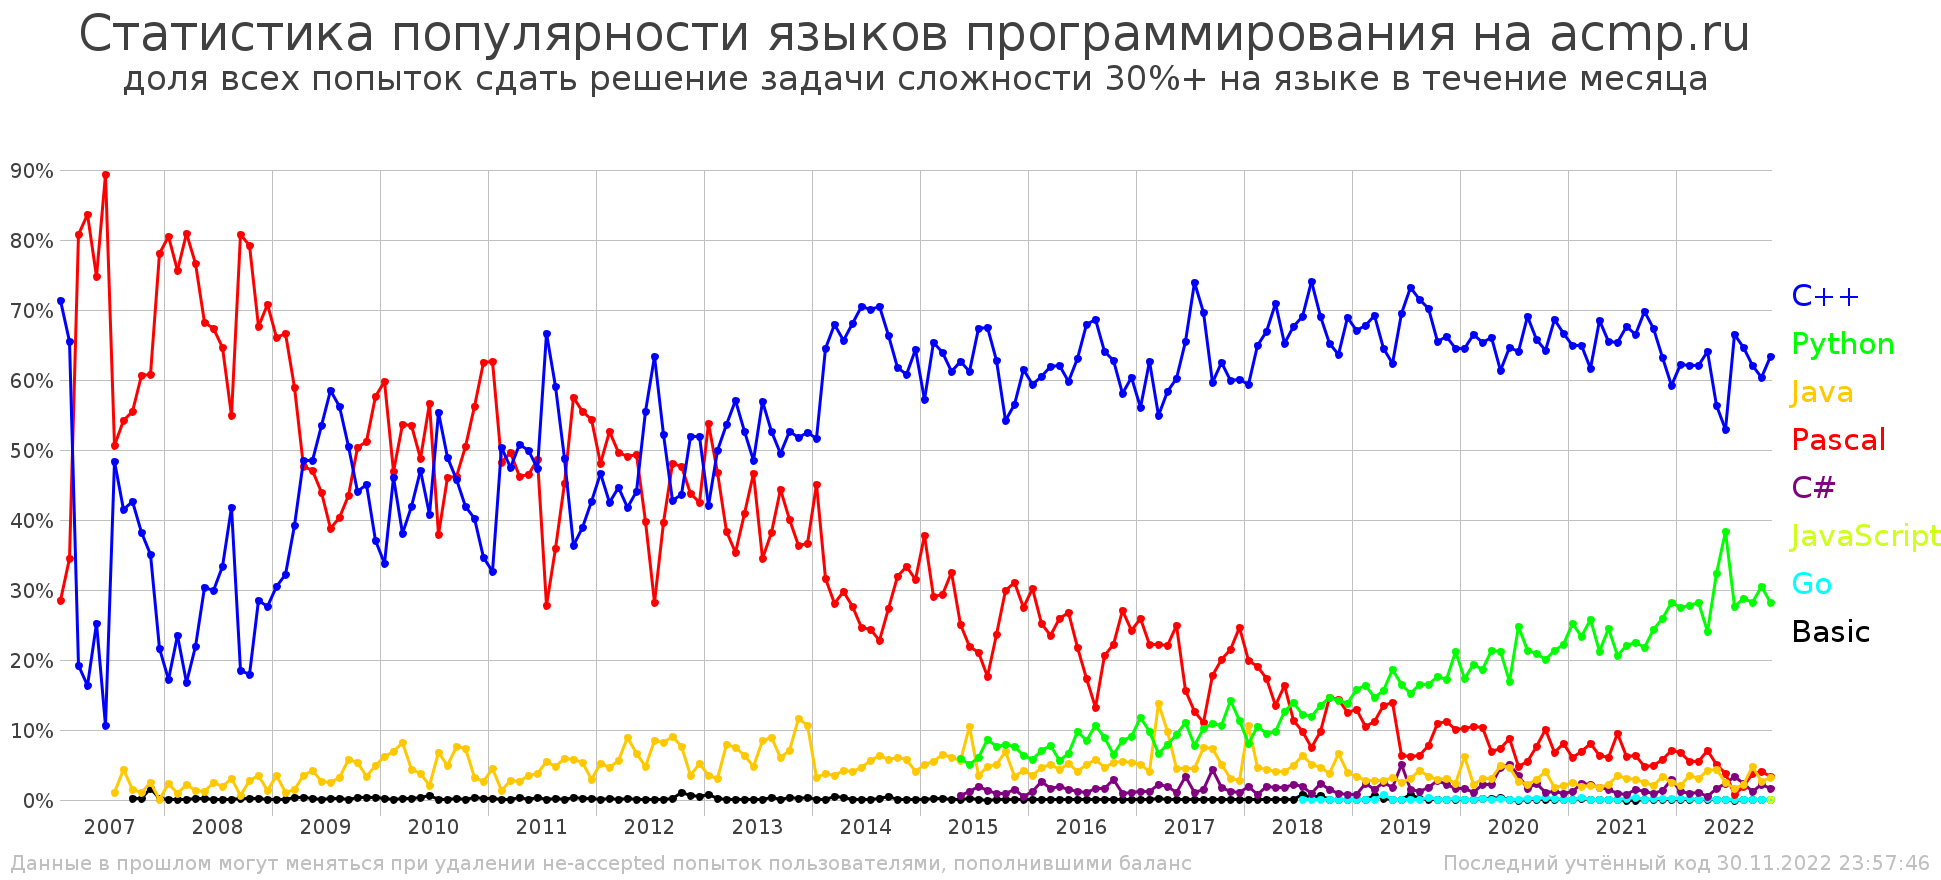 Статистика популярности языков программирования на acmp.ru
доля всех попыток сдать решение задачи сложности 30%+ на языке в течение месяца
90%
80%
70%
60%
50%
40%
30%
20%
10%
0%
2007 2008 2009 2010 2011 2012 2013 2014 2015 2016 2017 2018 2019 2020 2021 2022
C++
Python
Java
Pascal
C#
JavaScript
Go
Basic
Данные в прошлом могут меняться при удалении не-accepted попыток пользователями, пополнившими баланс
Последний учтённый код 30.11.2022 23:57:46